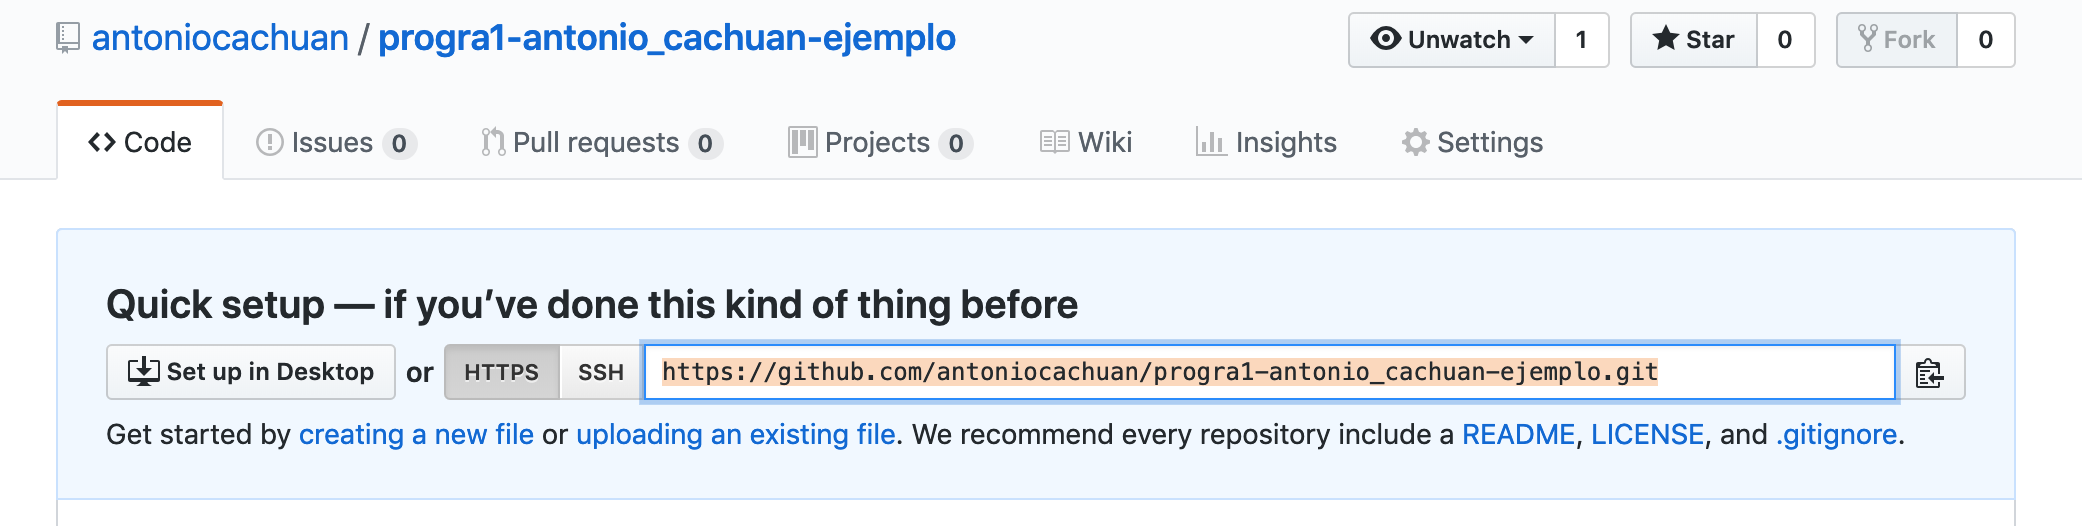 antoniocachuan / progra1-antonio_cachuan-ejemplo Unwatch 1 Star 0 Fork 0
Code Issues 0 Pull requests 0 Projects 0 Wiki Insights Settings
Quick setup — if you’ve done this kind of thing before
Set up in Desktop or HTTPS SSH https://github.com/antoniocachuan/progra1-antonio_cachuan-ejemplo.git
Get started by creating a new file or uploading an existing file. We recommend every repository include a README, LICENSE, and .gitignore.